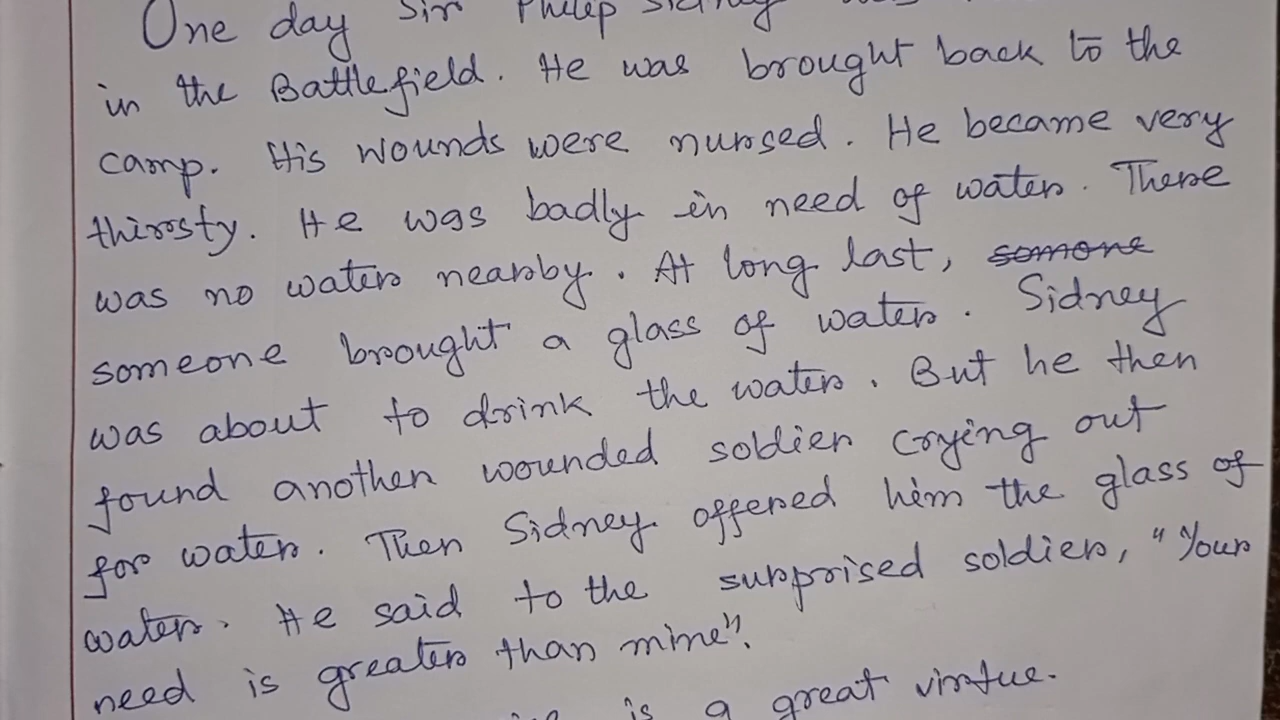 One day Sir Philip Sidney
in the Battlefield. He was brought back to the
camp. His wounds were nursed. He became very
thirsty. He was badly in need of water. There
was no water nearby. At long last, somone
someone brought a glass of water. Sidney
was about to drink the water. But he then
found another wounded soldier crying out
for water. Then Sidney offered him the glass of
water. He said to the surprised soldier, "Your
need is greater than mine".
is a great virtue.